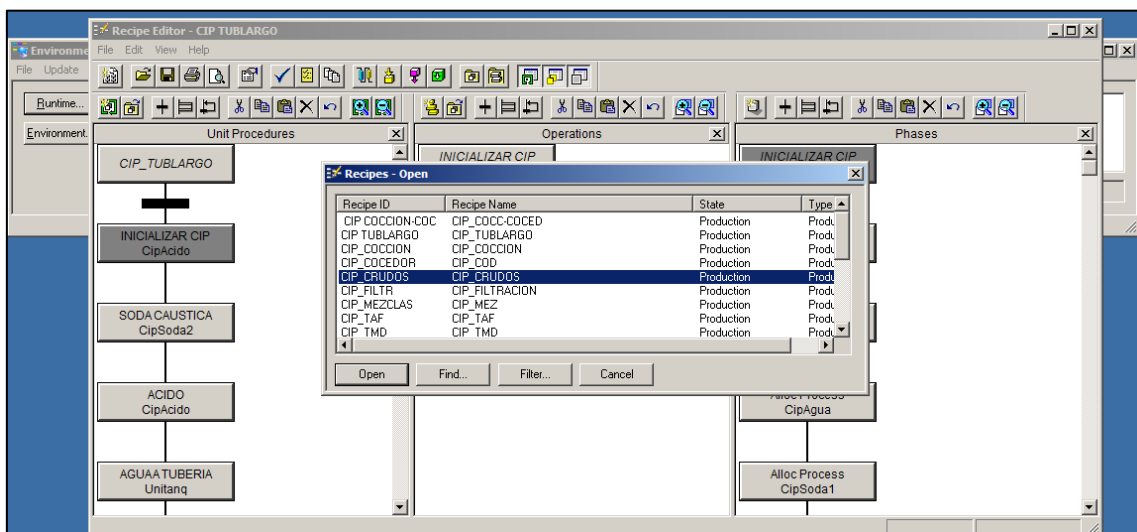 Recipe Editor - CIP TUBLARGO
File Edit View Help
Environme
File Update
Runtime...
Environment.
Unit Procedures
Operations
Phases
CIP_TUBLARGO
INICIALIZAR CIP
CipAcido
SODA CAUSTICA
CipSoda2
ACIDO
CipAcido
AGUA A TUBERIA
Unitanq
INICIALIZAR CIP
INICIALIZAR CIP
Recipes - Open
Recipe ID Recipe Name State Type
CIP COCCION-COC CIP_COCC-COCED Production Produ
CIP TUBLARGO CIP_TUBLARGO Production Produ
CIP_COCCION CIP_COCCION Production Produ
CIP_COCEDOR CIP_COD Production Produ
CIP_CRUDOS CIP_CRUDOS Production Produ
CIP_FILTR CIP_FILTRACION Production Produ
CIP_MEZCLAS CIP_MEZ Production Produ
CIP_TAF CIP_TAF Production Produ
CIP_TMD CIP_TMD Production Produ
Open Find... Filter... Cancel
Alloc Process
CipAgua
Alloc Process
CipSoda1